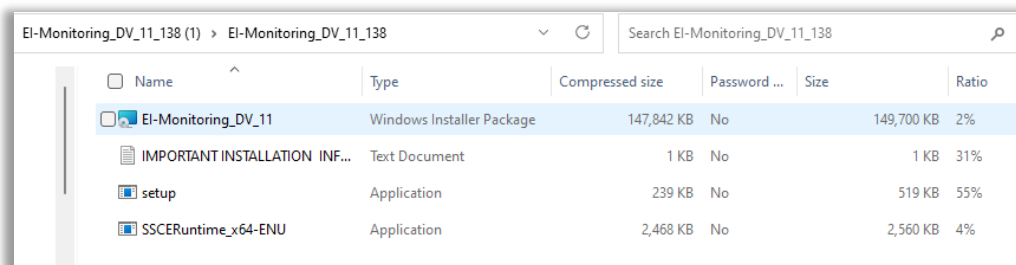 El-Monitoring_DV_11_138 (1) › El-Monitoring_DV_11_138 Search El-Monitoring_DV_11_138
Name Type Compressed size Password ... Size Ratio
El-Monitoring_DV_11 Windows Installer Package 147,842 KB No 149,700 KB 2%
IMPORTANT INSTALLATION INF... Text Document 1 KB No 1 KB 31%
setup Application 239 KB No 519 KB 55%
SSCERuntime_x64-ENU Application 2,468 KB No 2,560 KB 4%